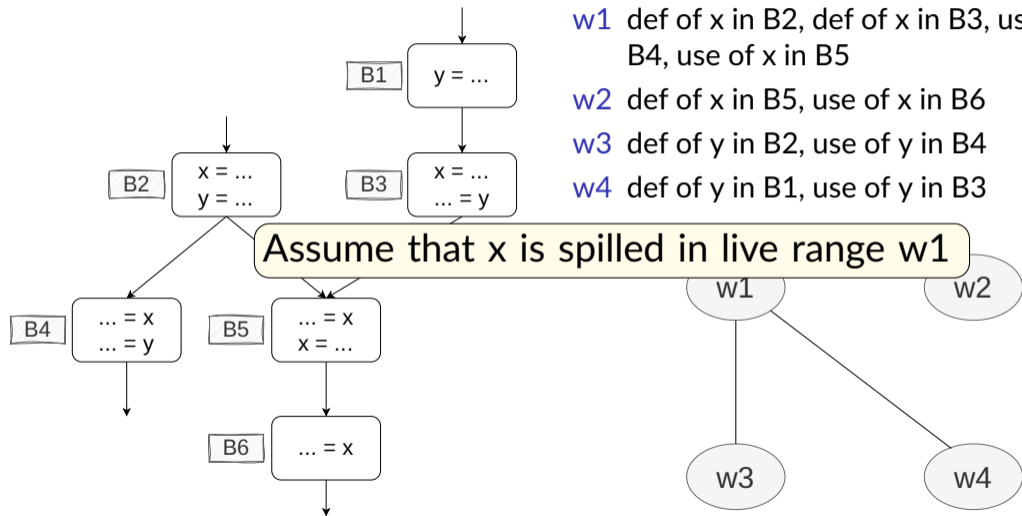 w1 def of x in B2, def of x in B3, us
B4, use of x in B5
w2 def of x in B5, use of x in B6
w3 def of y in B2, use of y in B4
w4 def of y in B1, use of y in B3
B1
y = ...
B2
x = ...
y = ...
B3
x = ...
... = y
Assume that x is spilled in live range w1
w1
w2
B4
... = x
... = y
B5
... = x
x = ...
B6
... = x
w3
w4